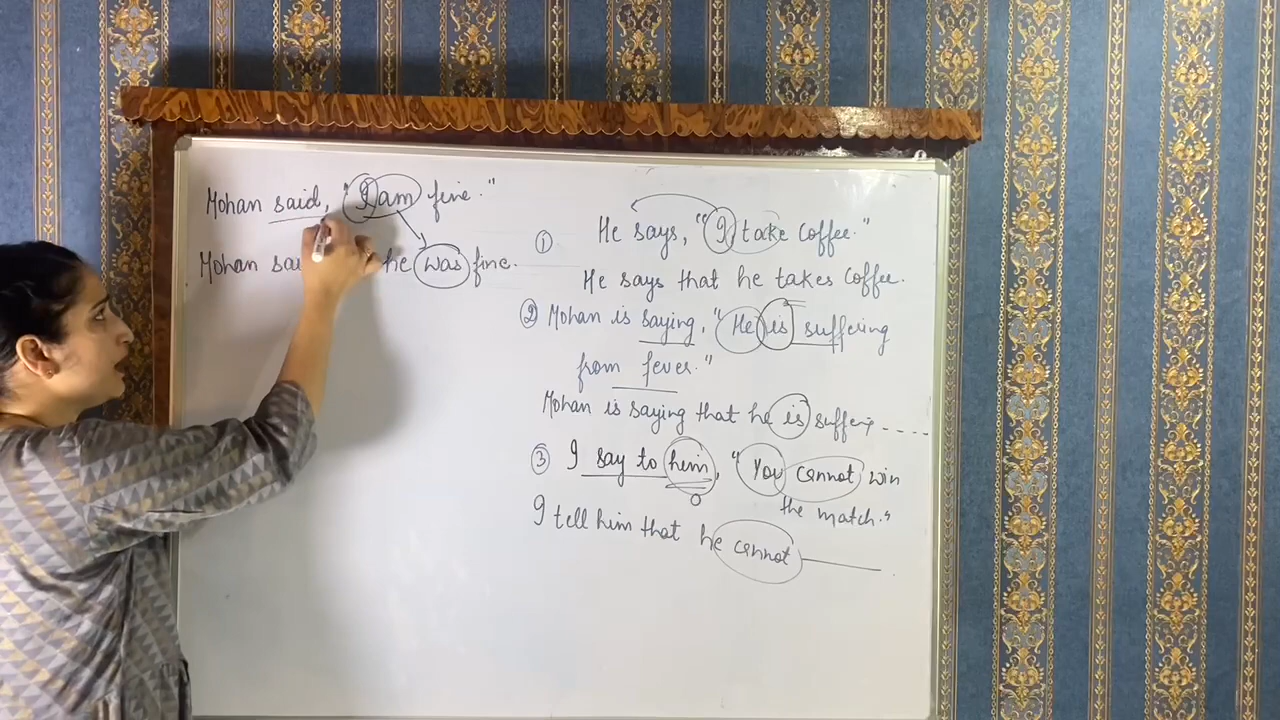 Mohan said, "I am fine."
Mohan he was fine.
① He says, "I take coffee."
He says that he takes coffee.
② Mohan is saying, "He is suffering
from fever."
Mohan is saying that he is suffering ----
③ I say to him, "You cannot win
the match."
I tell him that he cannot